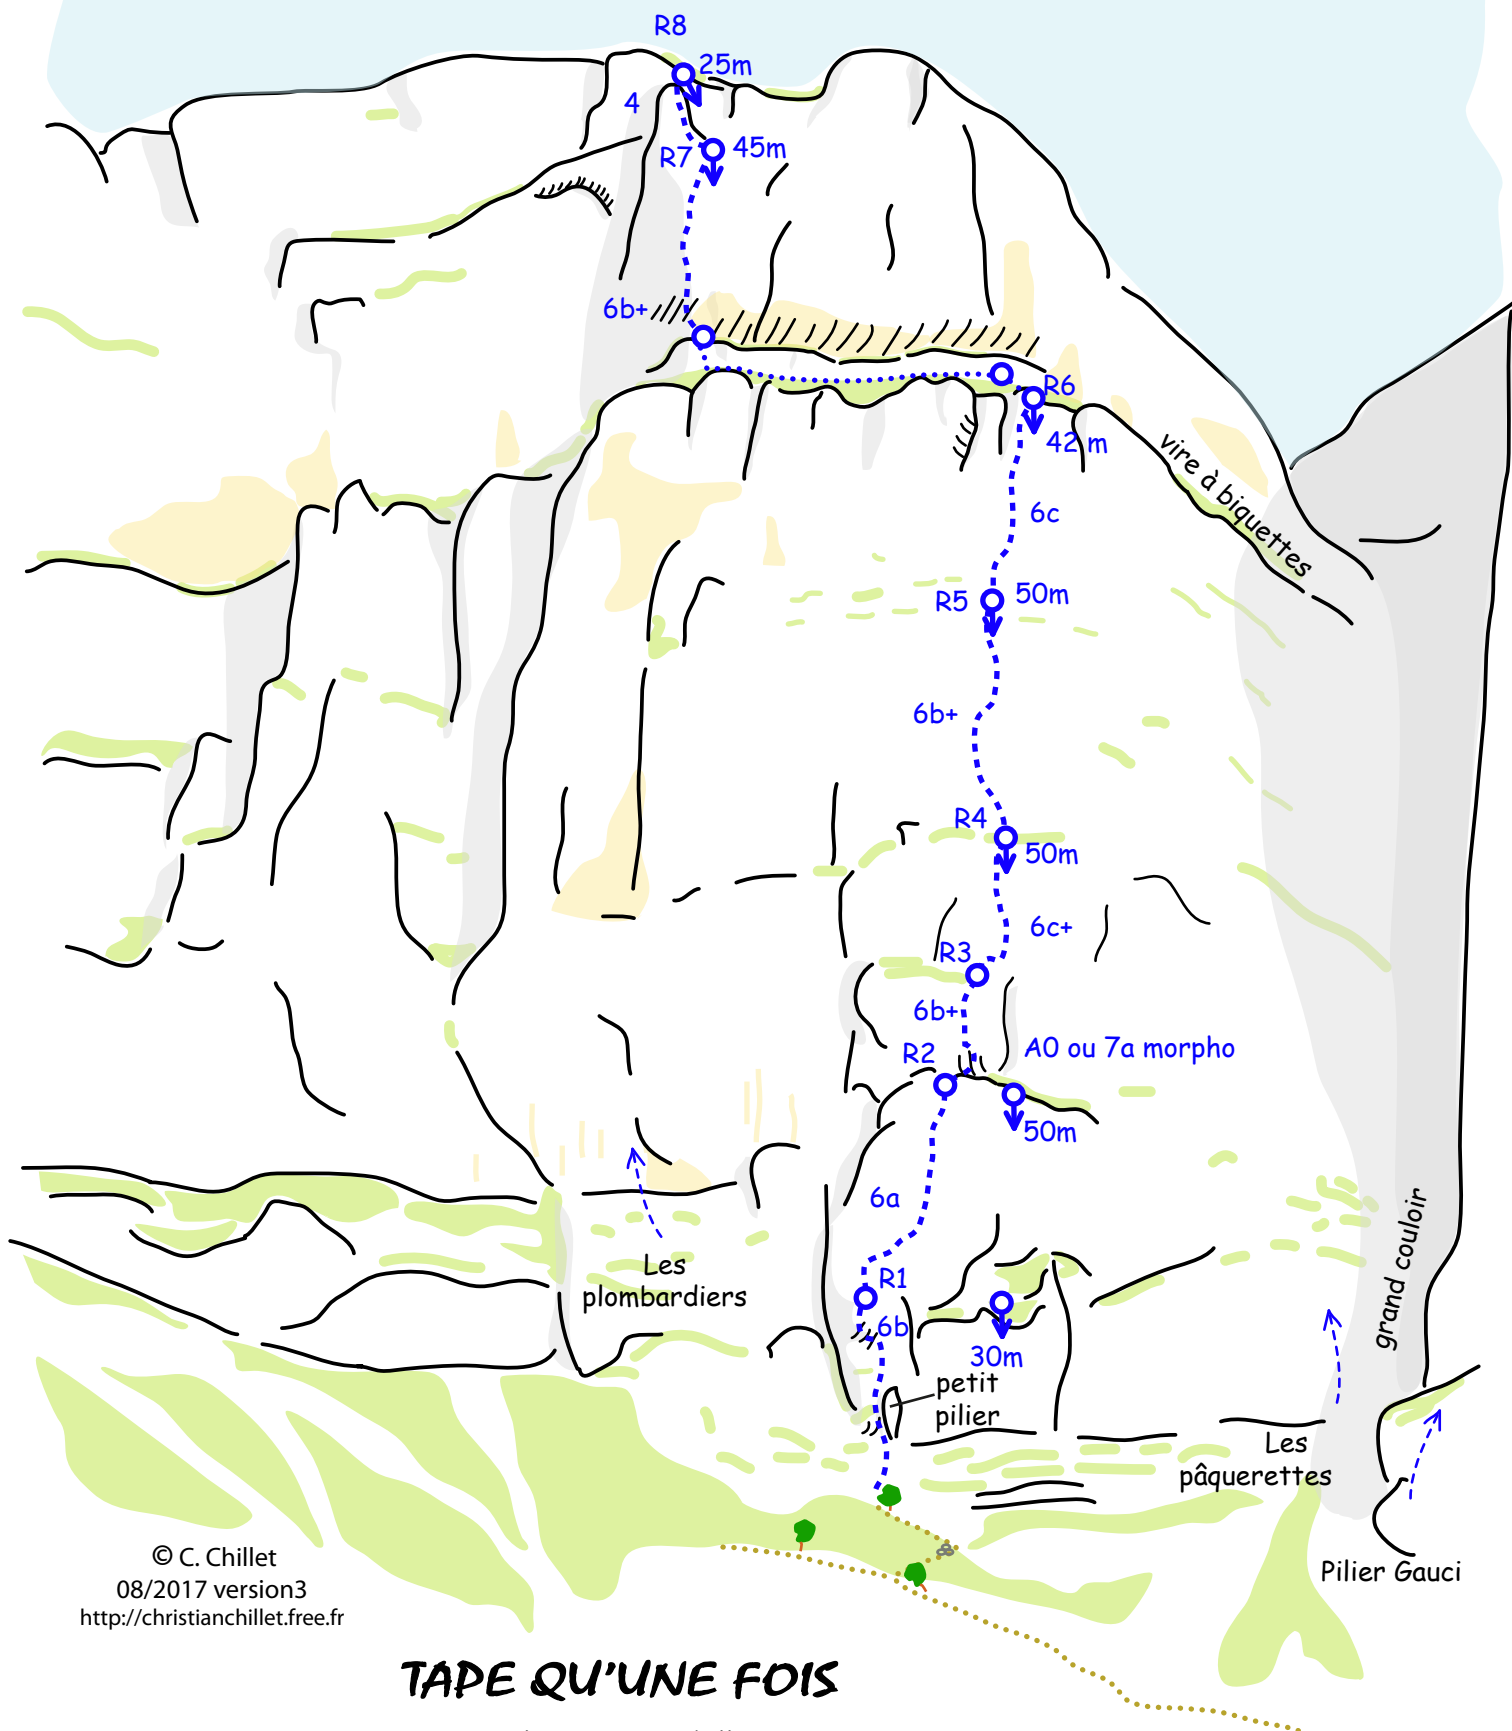 R8
25m
4
R7
45m
6b+
R6
42 m
vire à biquettes
6c
R5
50m
6b+
R4
50m
6c+
R3
6b+
A0 ou 7a morpho
R2
50m
6a
Les
plombardiers
R1
6b
30m
petit
pilier
grand couloir
Les
pâquerettes
Pilier Gauci
© C. Chillet
08/2017 version3
http://christianchillet.free.fr
TAPE QU'UNE FOIS